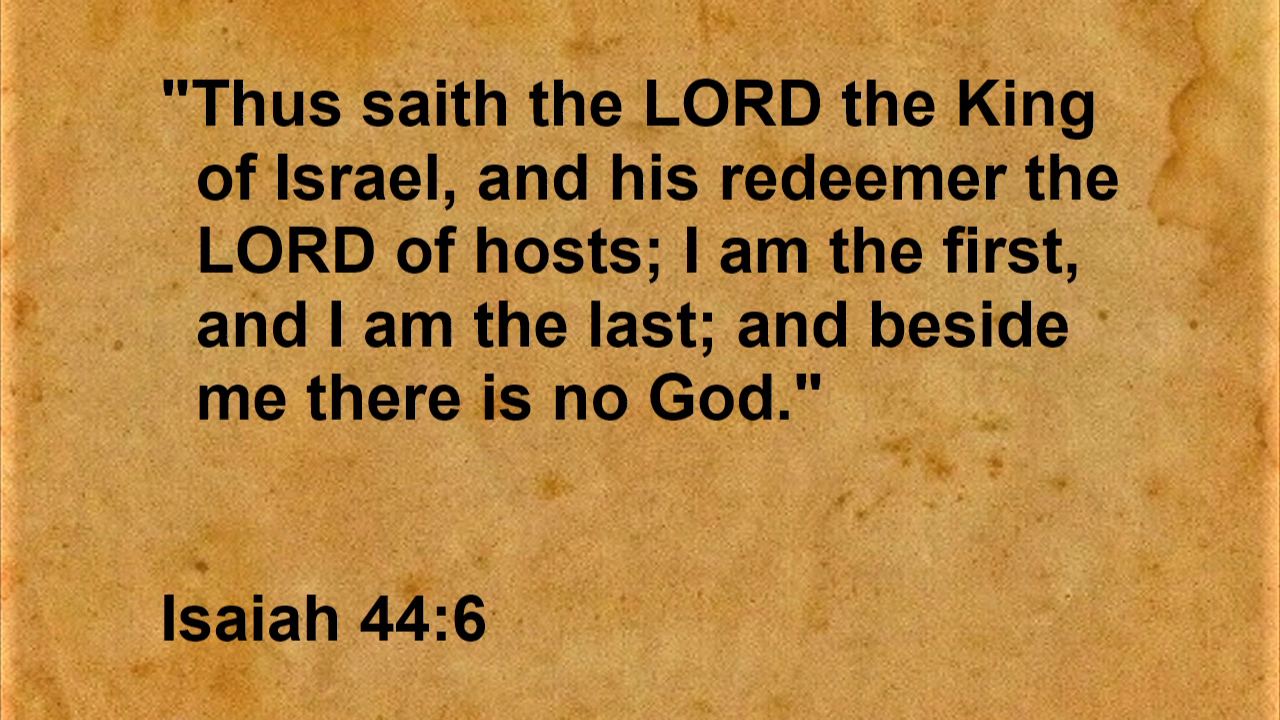 "Thus saith the LORD the King
of Israel, and his redeemer the
LORD of hosts; I am the first,
and I am the last; and beside
me there is no God."
Isaiah 44:6